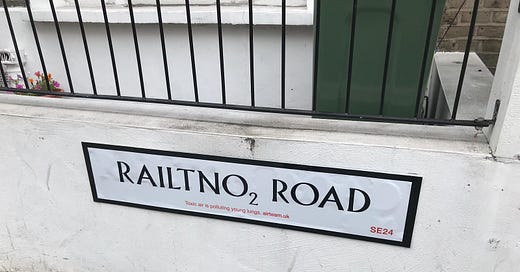 RAILTNO₂ ROAD
Toxic air is polluting young lungs. airteam.uk
SE24